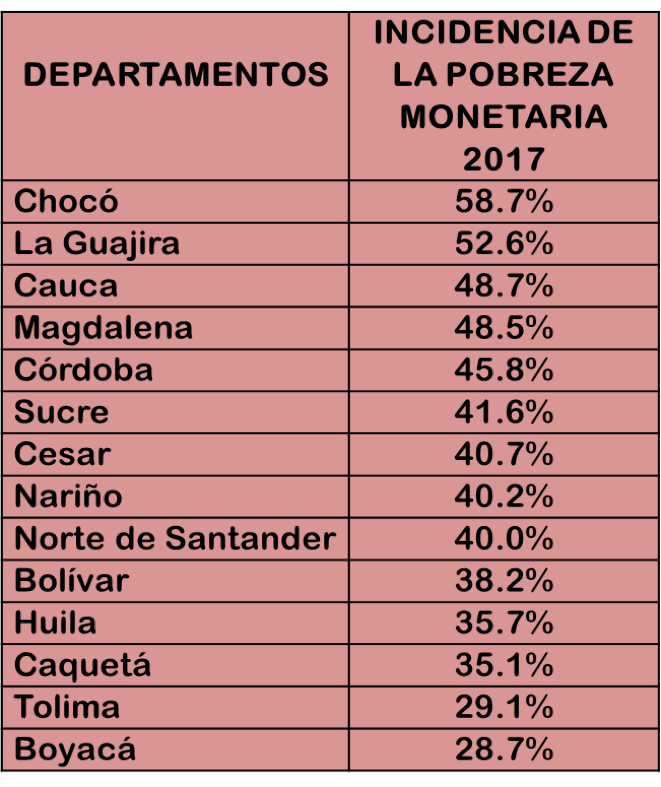 DEPARTAMENTOS
INCIDENCIA DE
LA POBREZA
MONETARIA
2017
Chocó 58.7%
La Guajira 52.6%
Cauca 48.7%
Magdalena 48.5%
Córdoba 45.8%
Sucre 41.6%
Cesar 40.7%
Nariño 40.2%
Norte de Santander 40.0%
Bolívar 38.2%
Huila 35.7%
Caquetá 35.1%
Tolima 29.1%
Boyacá 28.7%